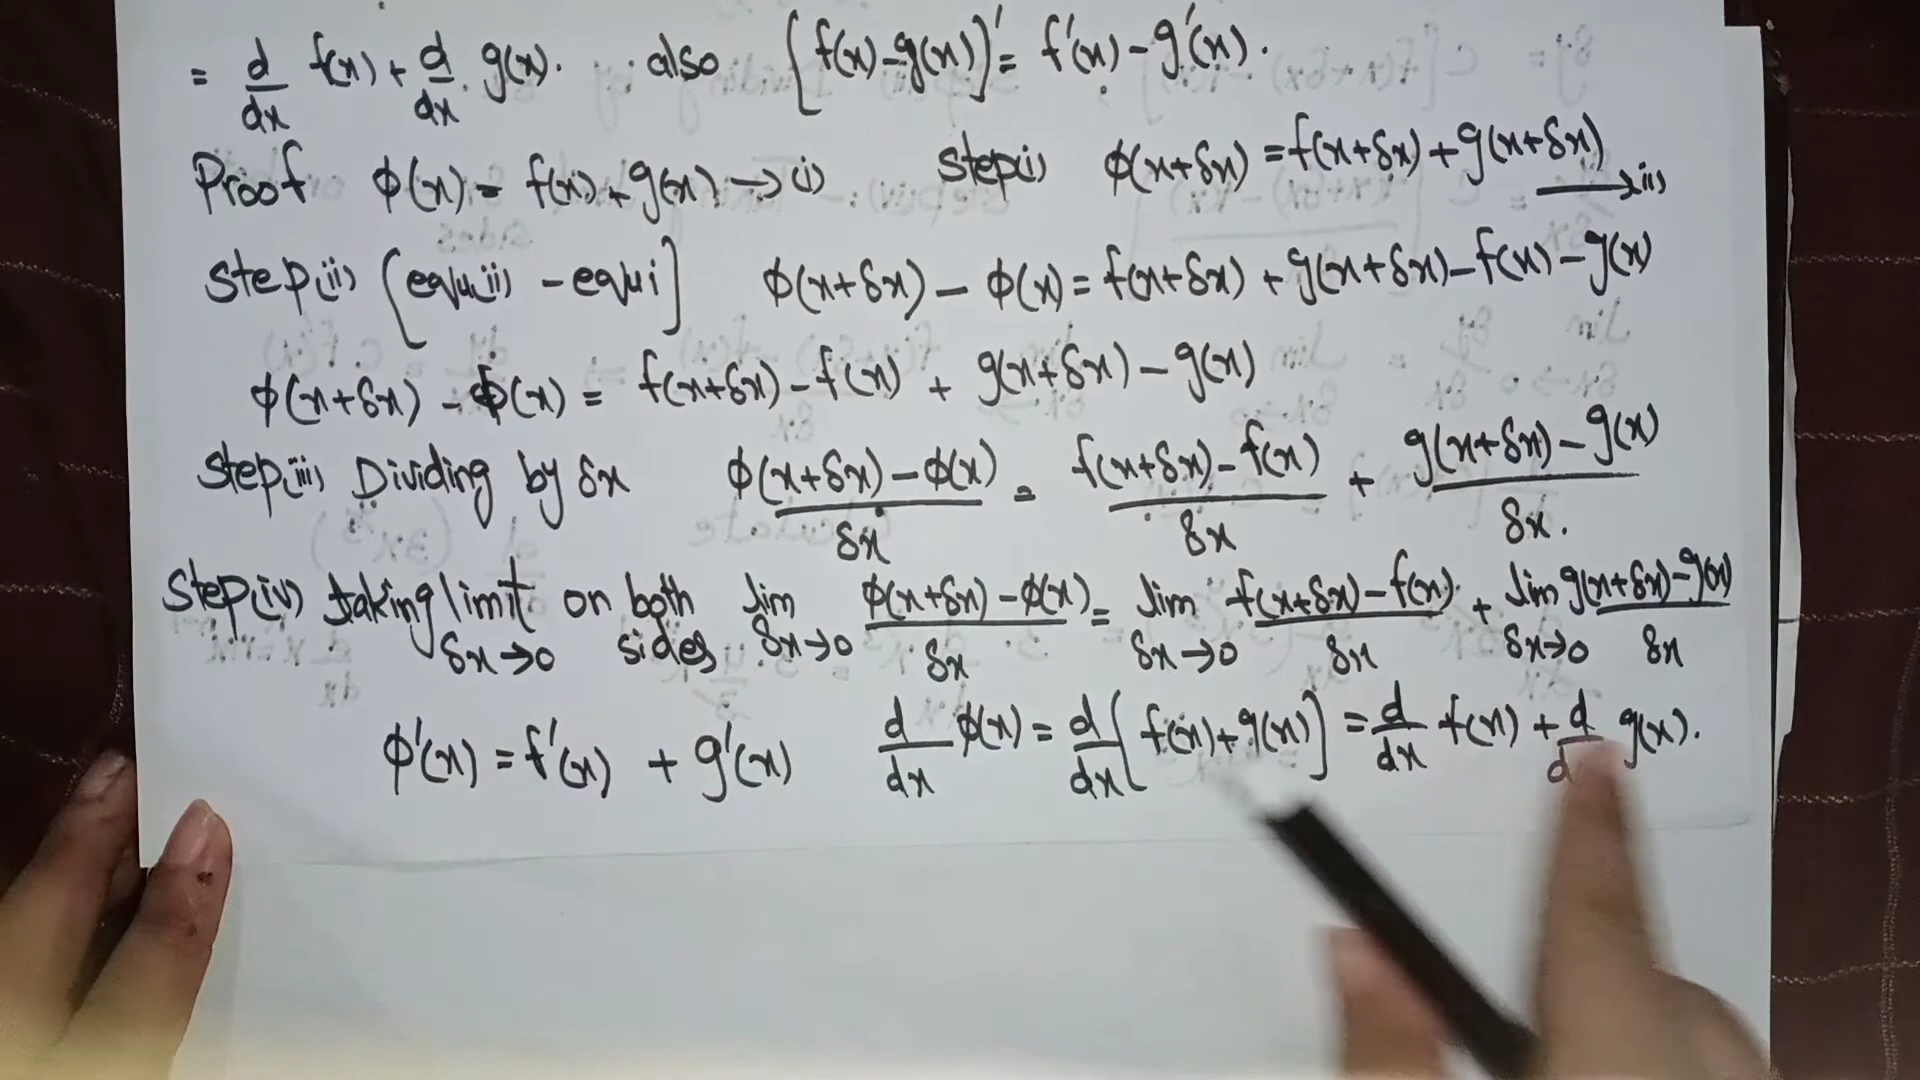 = d/dx f(x) + d/dx g(x). also [f(x) - g(x)]' = f'(x) - g'(x).
Proof φ(x) = f(x) + g(x) → (i) Step(i) φ(x+δx) = f(x+δx) + g(x+δx) → ii)
Step(ii) [equ(ii) - equ i] φ(x+δx) - φ(x) = f(x+δx) + g(x+δx) - f(x) - g(x)
φ(x+δx) - φ(x) = f(x+δx) - f(x) + g(x+δx) - g(x)
Step(iii) Dividing by δx φ(x+δx) - φ(x)/δx = f(x+δx) - f(x)/δx + g(x+δx) - g(x)/δx.
Step(iv) taking limit δx→0 on both sides lim δx→0 φ(x+δx) - φ(x)/δx = lim δx→0 f(x+δx) - f(x)/δx + lim δx→0 g(x+δx) - g(x)/δx
φ'(x) = f'(x) + g'(x) d/dx φ(x) = d/dx [f(x) + g(x)] = d/dx f(x) + d/d g(x).